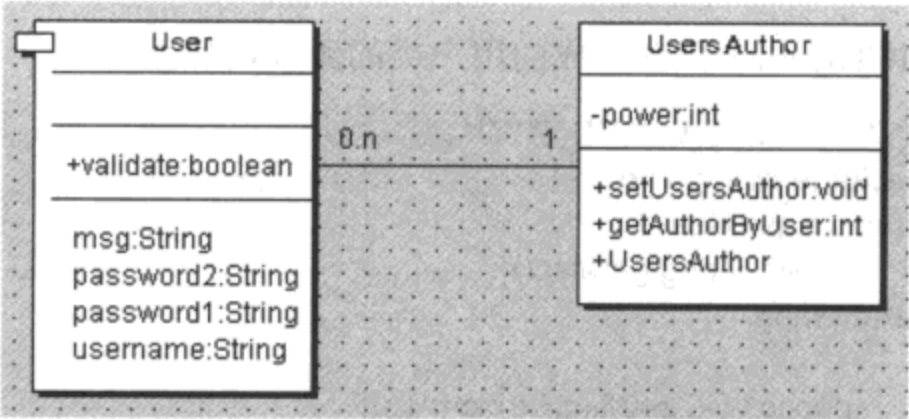 User
+validate:boolean
msg:String
password2:String
password1:String
username:String
0.n
1
UsersAuthor
-power:int
+setUsersAuthor:void
+getAuthorByUser:int
+UsersAuthor